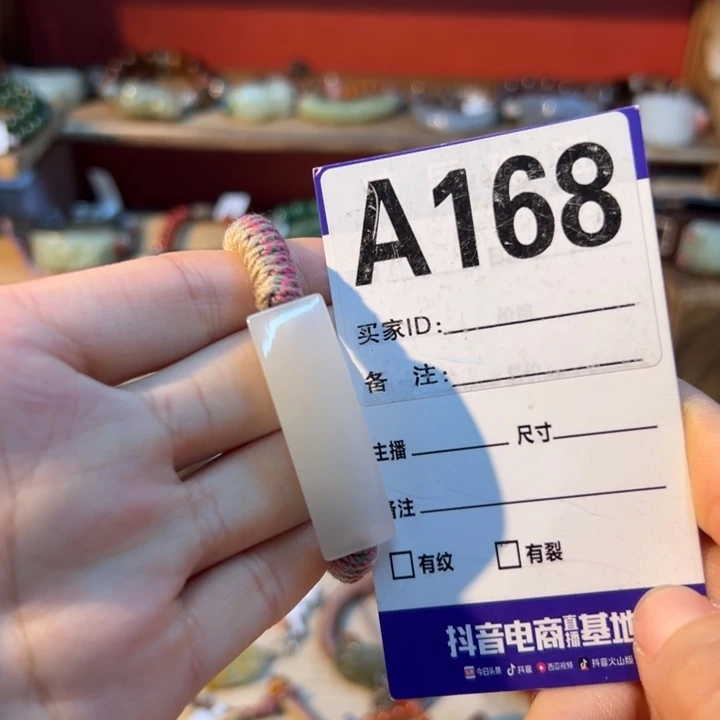 A168
买家ID:
备 注:
主播 尺寸
备注
有纹 有裂
抖音电商直播基地
今日头条 抖音 西瓜视频 抖音火山版